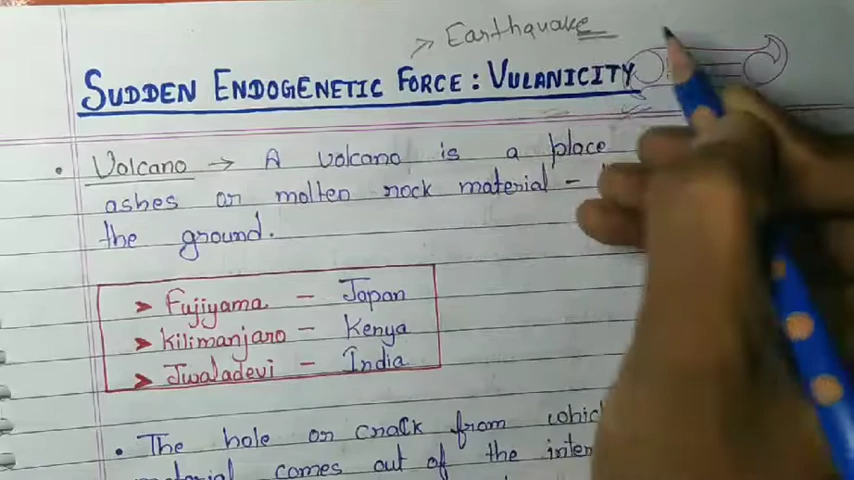 > Earthquake
SUDDEN ENDOGENETIC FORCE : VULANICITY
• Volcano → A volcano is a place
ashes or molten rock material -
the ground.
➤ Fujiyama - Japan
➤ Kilimanjaro - Kenya
➤ Jwaladevi - India
• The hole or crack from which
material comes out of the